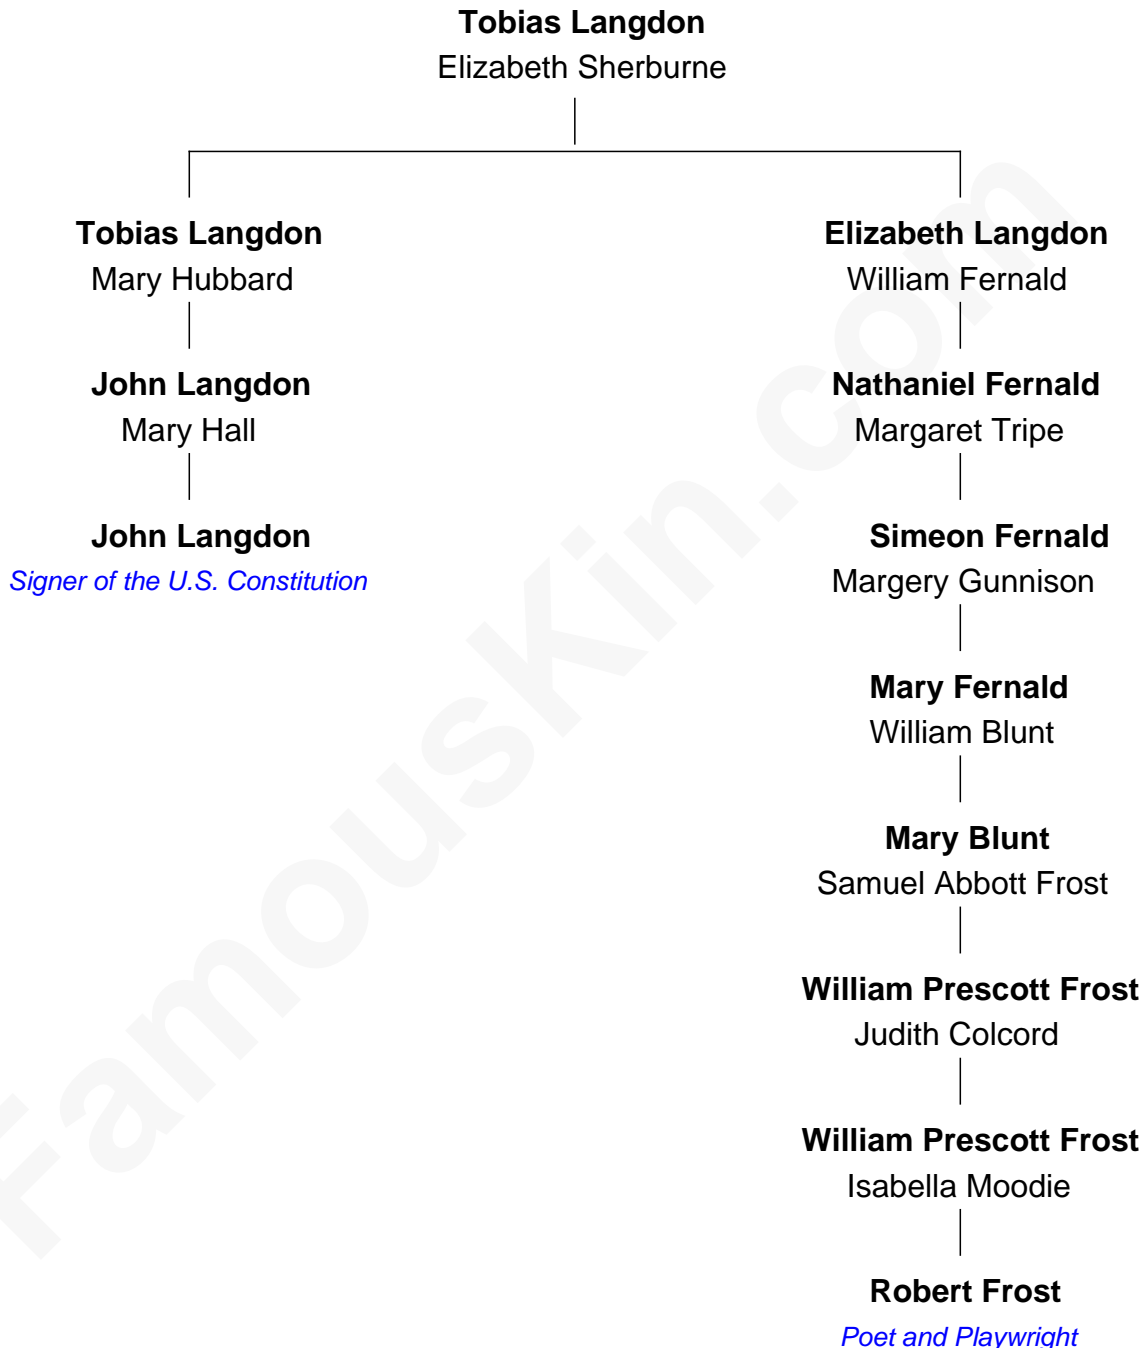 Tobias Langdon
Elizabeth Sherburne
Tobias Langdon
Mary Hubbard
John Langdon
Mary Hall
John Langdon
Signer of the U.S. Constitution
Elizabeth Langdon
William Fernald
Nathaniel Fernald
Margaret Tripe
Simeon Fernald
Margery Gunnison
Mary Fernald
William Blunt
Mary Blunt
Samuel Abbott Frost
William Prescott Frost
Judith Colcord
William Prescott Frost
Isabella Moodie
Robert Frost
Poet and Playwright
FamousKin.com